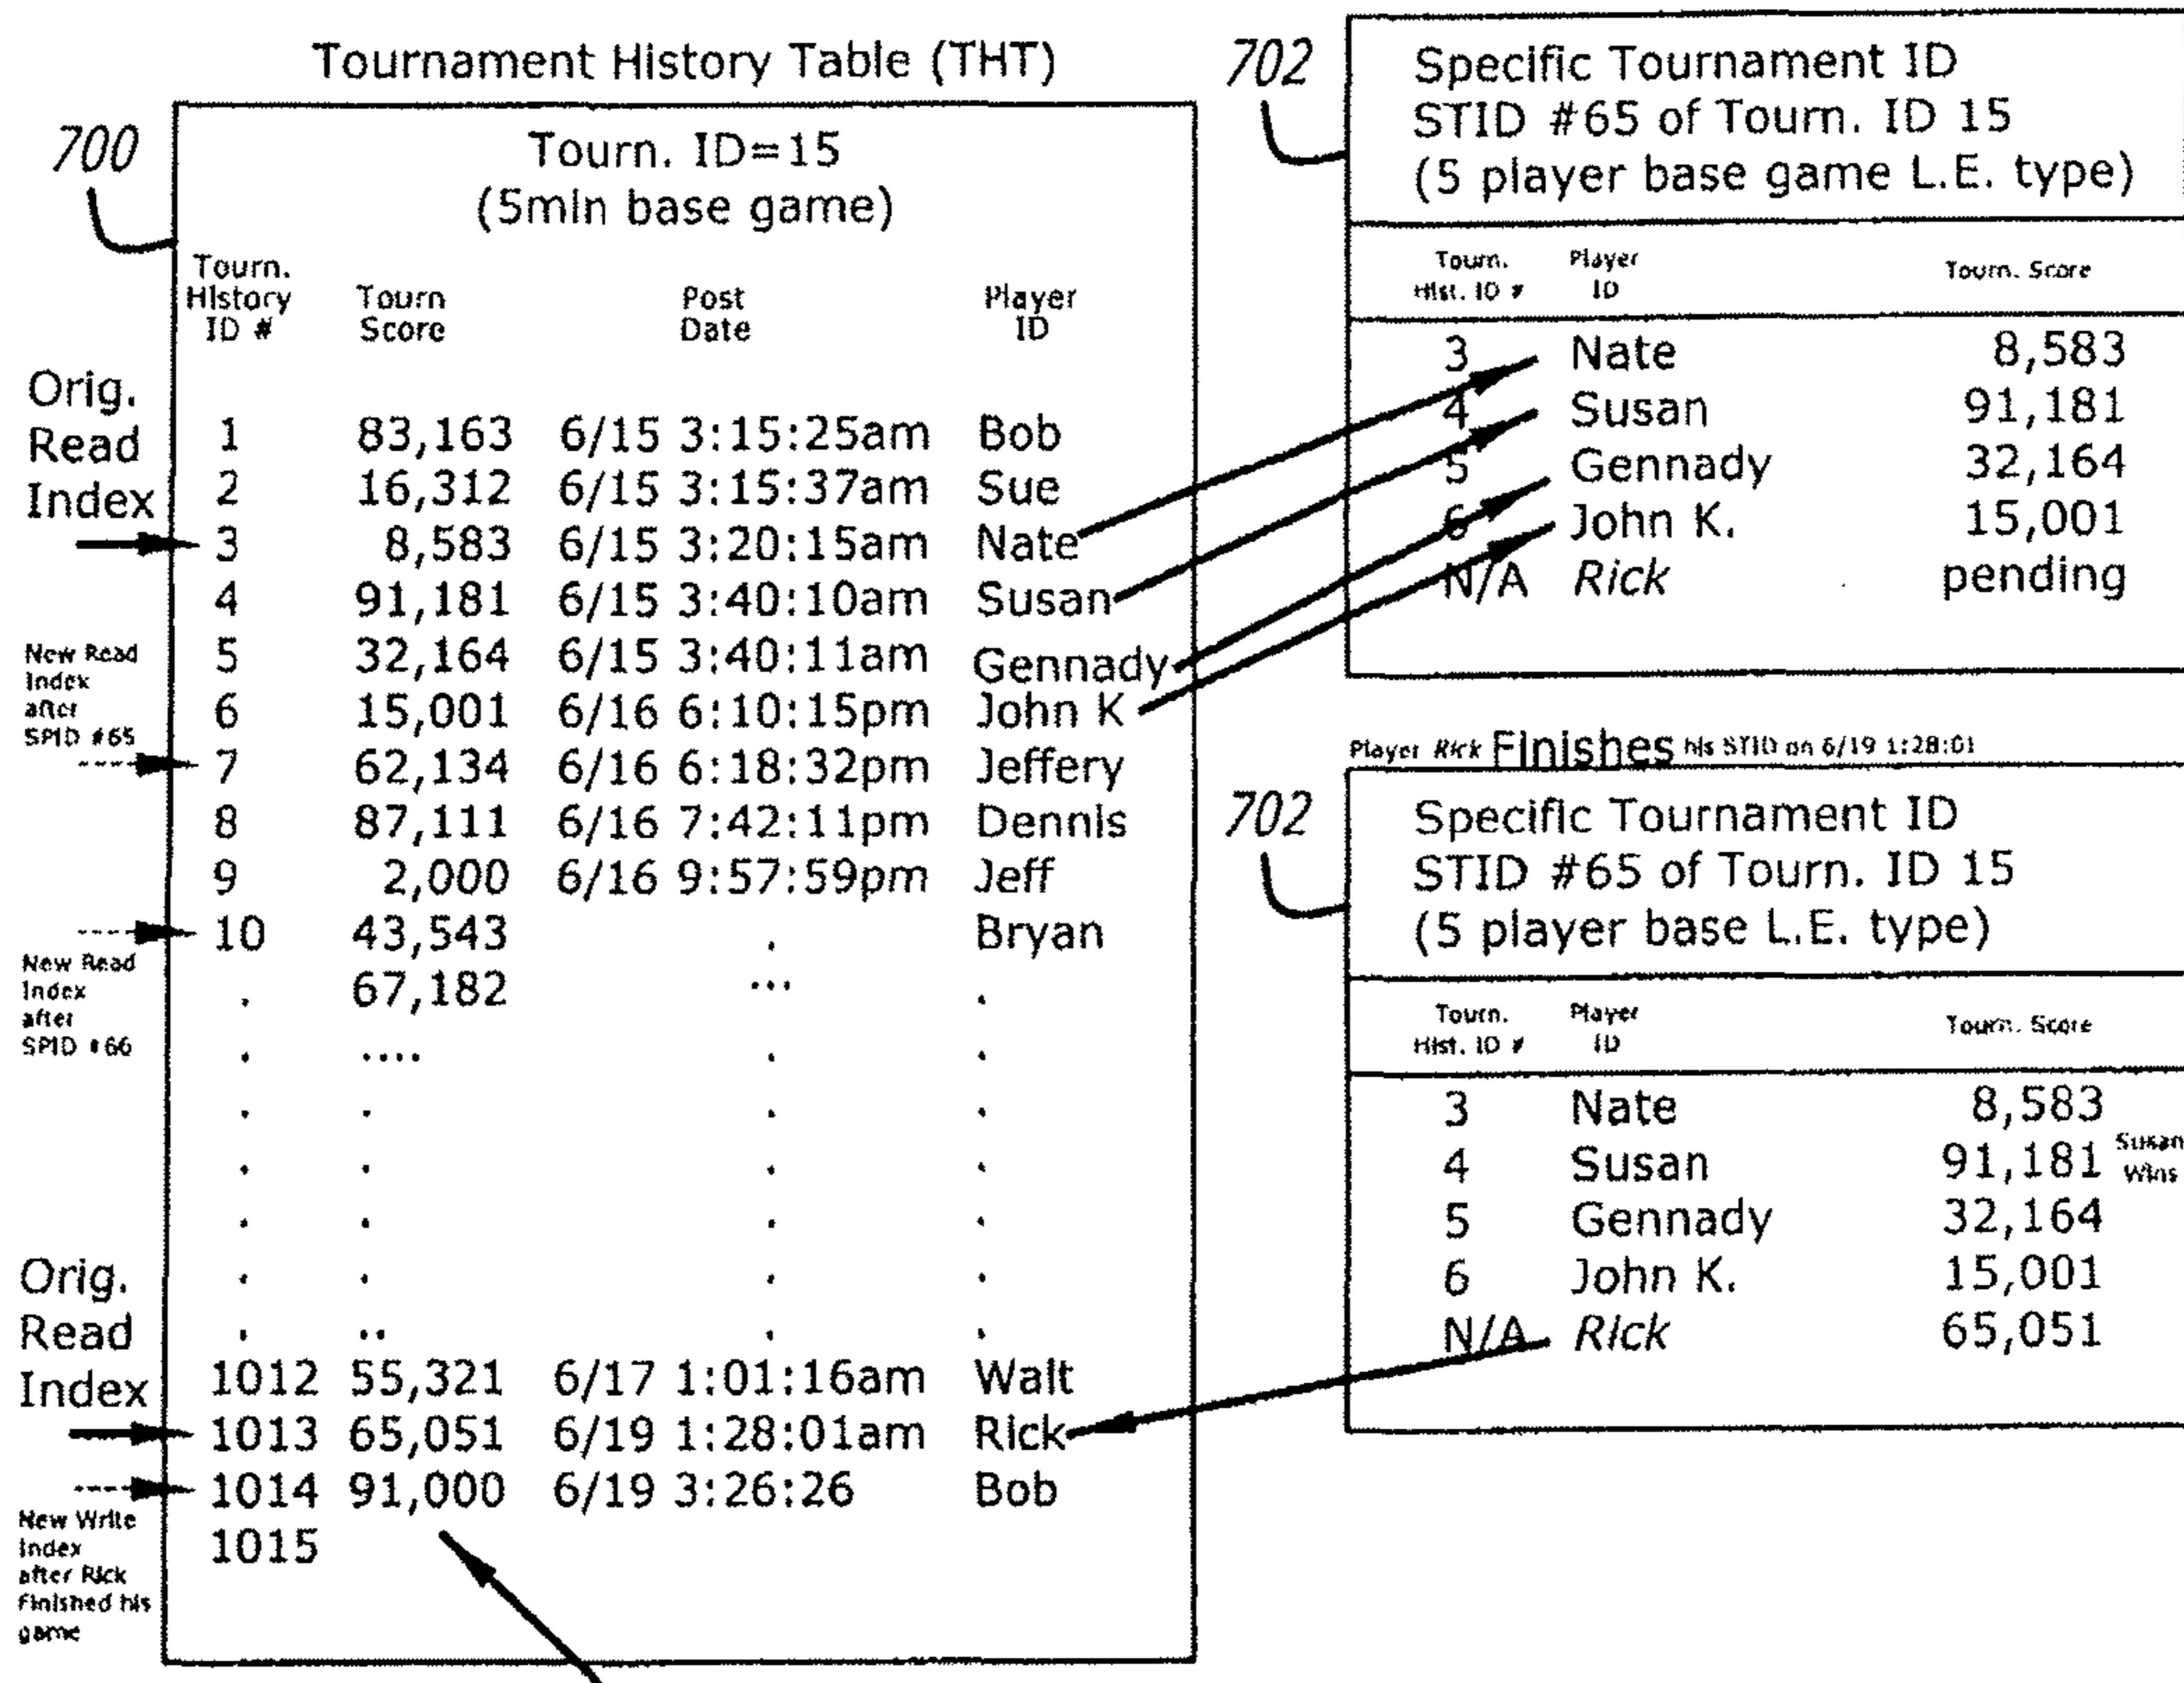 Tournament History Table (THT)
700
Tourn. ID=15
(5min base game)
Tourn. History ID # Tourn Score Post Date Player ID
Orig. Read Index
1 83,163 6/15 3:15:25am Bob
2 16,312 6/15 3:15:37am Sue
3 8,583 6/15 3:20:15am Nate
4 91,181 6/15 3:40:10am Susan
5 32,164 6/15 3:40:11am Gennady
New Read Index after SPID #65
6 15,001 6/16 6:10:15pm John K
7 62,134 6/16 6:18:32pm Jeffery
8 87,111 6/16 7:42:11pm Dennis
9 2,000 6/16 9:57:59pm Jeff
10 43,543 . Bryan
New Read Index after SPID #66
. 67,182 ... .
. .... . .
. . . .
. . . .
. . . .
. . . .
. .. . .
Orig. Read Index
1012 55,321 6/17 1:01:16am Walt
1013 65,051 6/19 1:28:01am Rick
1014 91,000 6/19 3:26:26 Bob
New Write Index after Rick Finished his game
1015
702
Specific Tournament ID
STID #65 of Tourn. ID 15
(5 player base game L.E. type)
Tourn. Hist. ID # Player ID Tourn. Score
3 Nate 8,583
4 Susan 91,181
5 Gennady 32,164
6 John K. 15,001
N/A Rick pending
Player Rick Finishes his STID on 6/19 1:28:01
702
Specific Tournament ID
STID #65 of Tourn. ID 15
(5 player base L.E. type)
Tourn. Hist. ID # Player ID Tourn. Score
3 Nate 8,583
4 Susan 91,181 Susan Wins
5 Gennady 32,164
6 John K. 15,001
N/A Rick 65,051